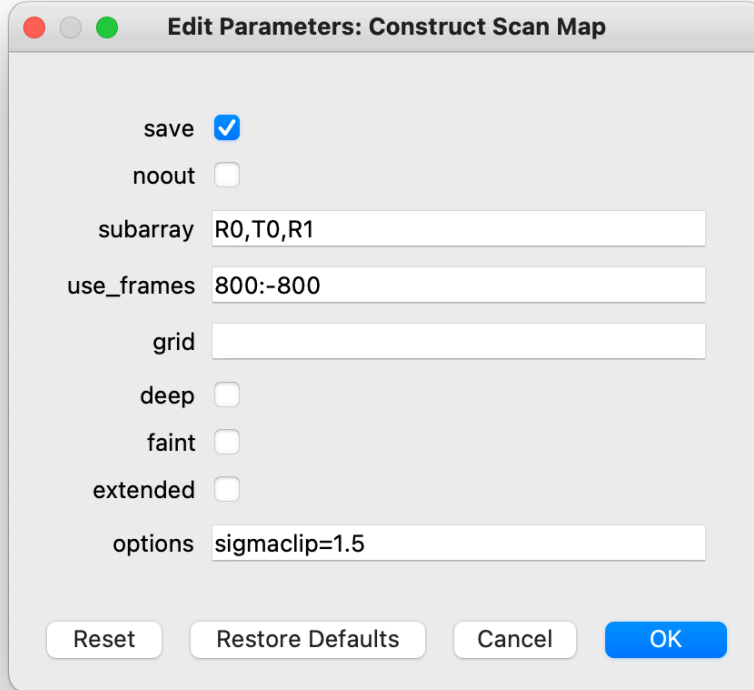 Edit Parameters: Construct Scan Map
save
noout
subarray R0,T0,R1
use_frames 800:-800
grid
deep
faint
extended
options sigmaclip=1.5
Reset Restore Defaults Cancel OK